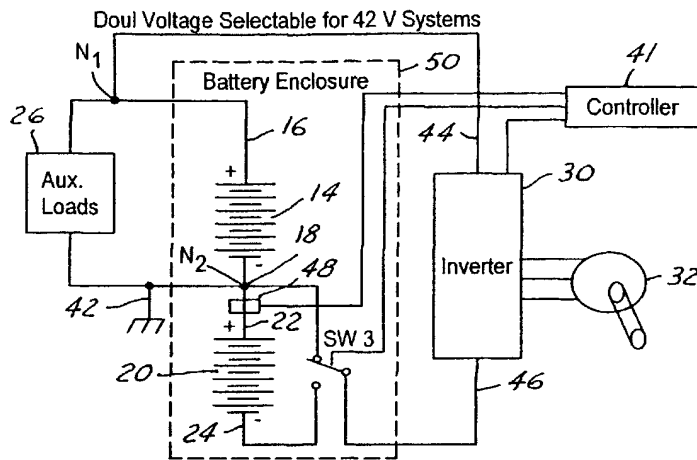 Doul Voltage Selectable for 42 V Systems
N1
50
41
Battery Enclosure
Controller
26
16
44
30
Aux.
Loads
+
14
-
18
N2
48
Inverter
32
42
+
22
SW 3
20
46
24
-